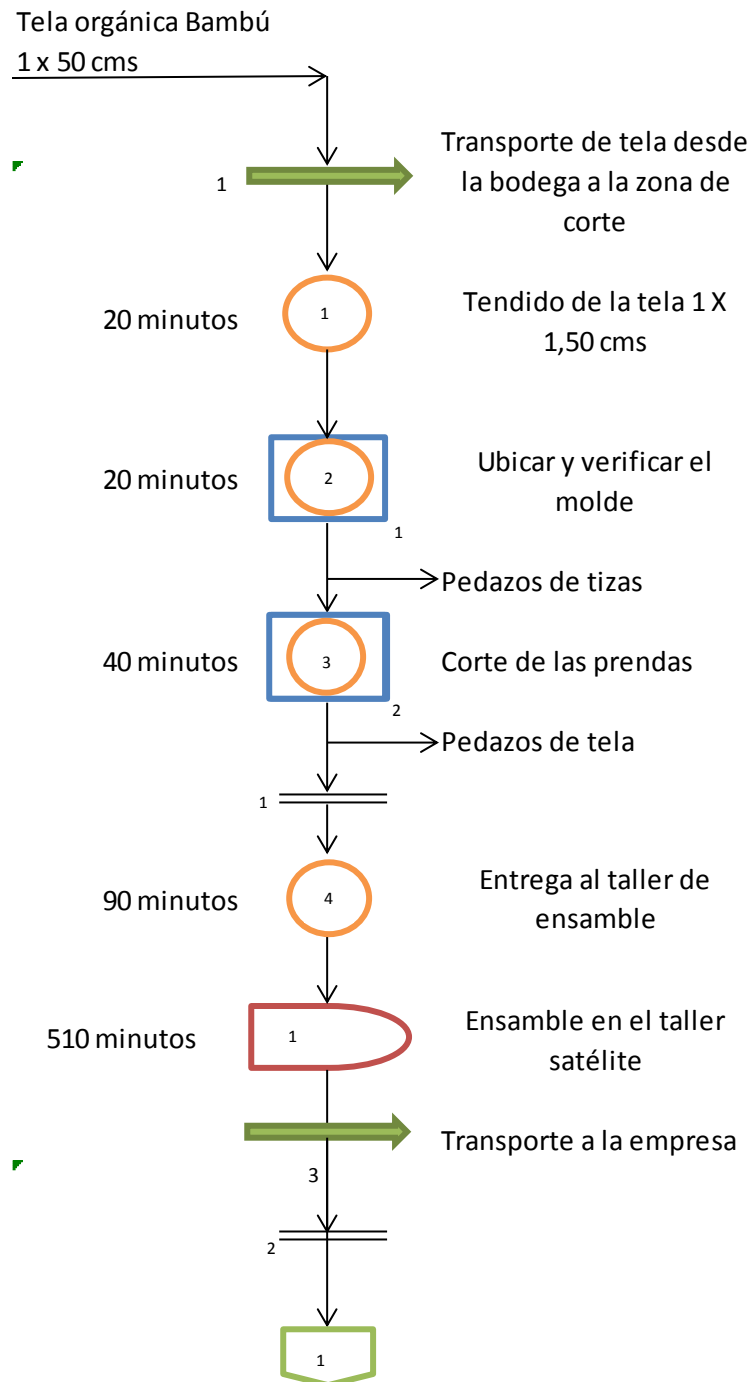 Tela orgánica Bambú
1 x 50 cms
1
Transporte de tela desde
la bodega a la zona de
corte
20 minutos
1
Tendido de la tela 1 X
1,50 cms
20 minutos
2
1
Ubicar y verificar el
molde
Pedazos de tizas
40 minutos
3
2
Corte de las prendas
Pedazos de tela
1
90 minutos
4
Entrega al taller de
ensamble
510 minutos
1
Ensamble en el taller
satélite
Transporte a la empresa
3
2
1